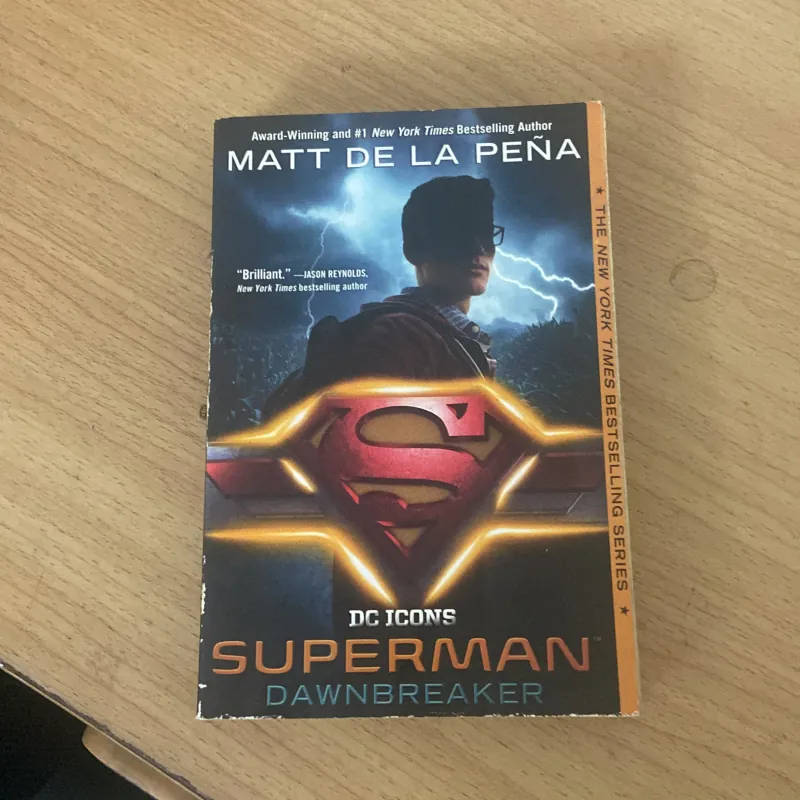 Award-Winning and #1 New York Times Bestselling Author
MATT DE LA PEÑA
“Brilliant.” —JASON REYNOLDS,
New York Times bestselling author
★ THE NEW YORK TIMES BESTSELLING SERIES ★
S
DC ICONS
SUPERMAN™
DAWNBREAKER